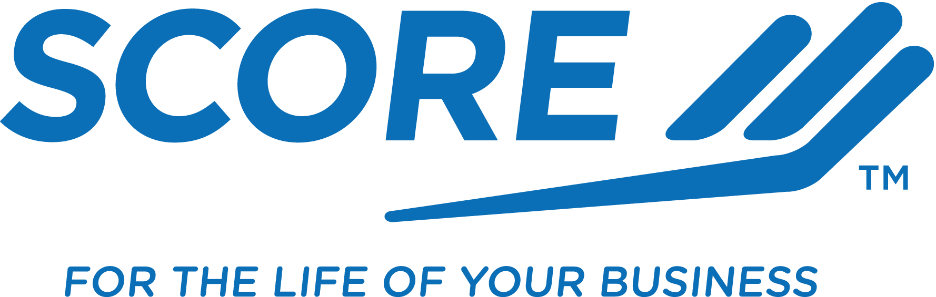 SCORE
TM
FOR THE LIFE OF YOUR BUSINESS